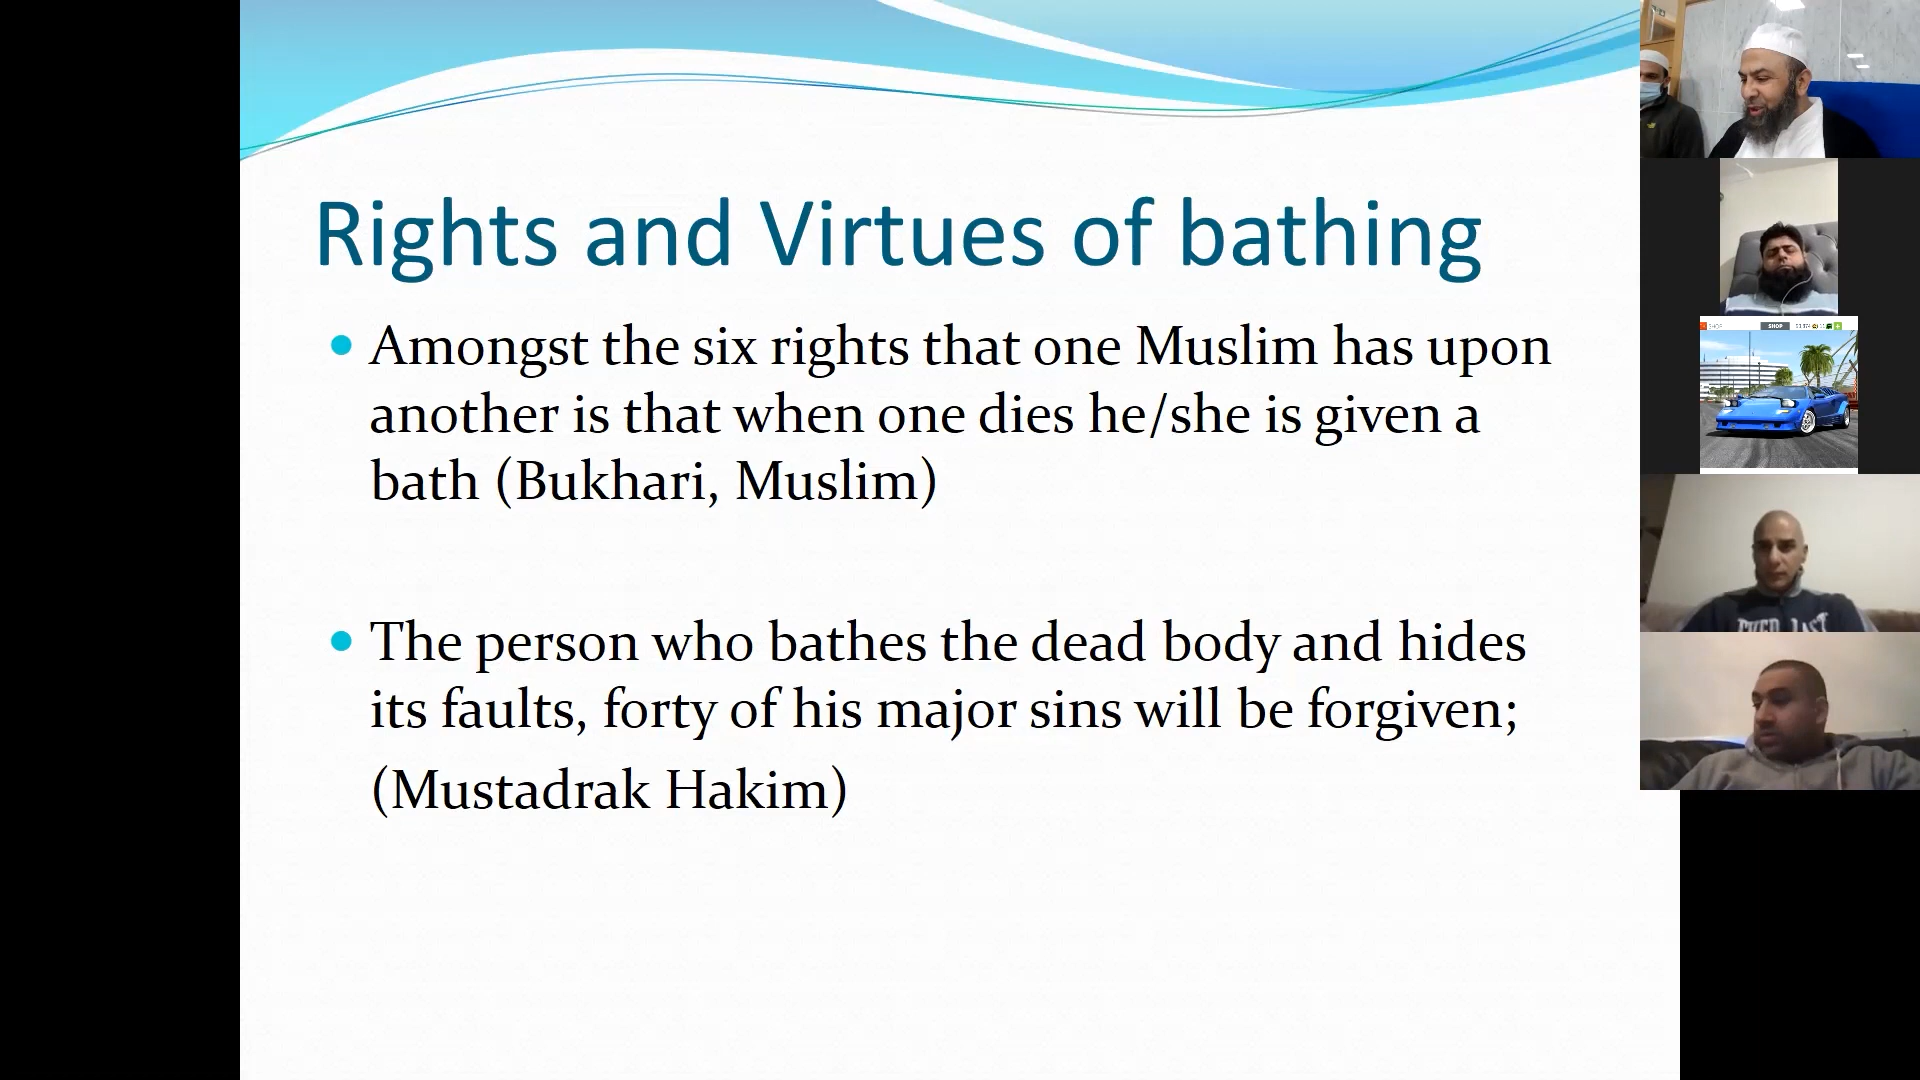 Rights and Virtues of bathing
Amongst the six rights that one Muslim has upon
another is that when one dies he/she is given a
bath (Bukhari, Muslim)
The person who bathes the dead body and hides
its faults, forty of his major sins will be forgiven;
(Mustadrak Hakim)
SHOP
SHOP